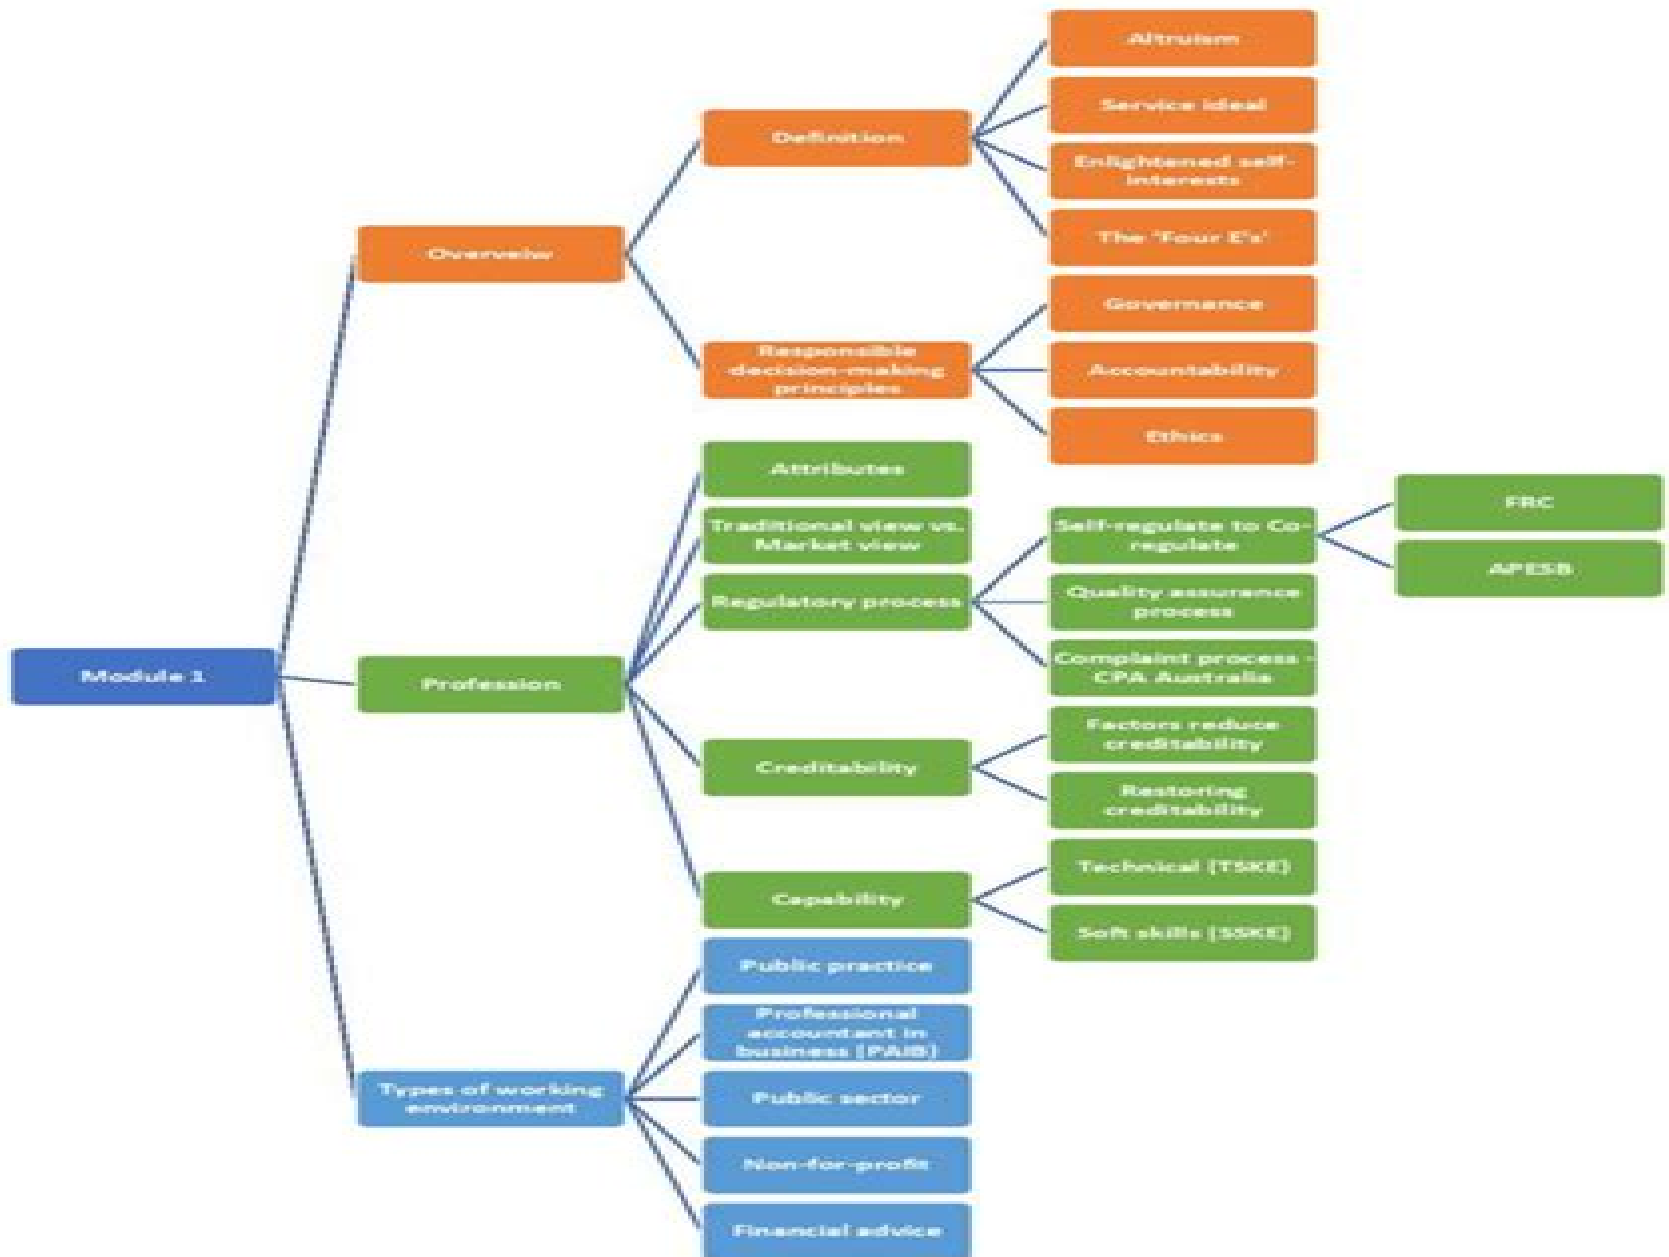 Module 1
Overveiw
Definition
Altruism
Service ideal
Enlightened self-
interests
The 'Four E's'
Responsible
decision-making
principles
Governance
Accountability
Ethics
Profession
Attributes
Traditional view vs.
Market view
Regulatory process
Self-regulate to Co-
regulate
FRC
APESB
Quality assurance
process
Complaint process -
CPA Australia
Creditability
Factors reduce
creditability
Restoring
creditability
Capability
Technical (TSKE)
Soft skills (SSKE)
Types of working
environment
Public practice
Professional
accountant in
business (PAIB)
Public sector
Non-for-profit
Financial advice